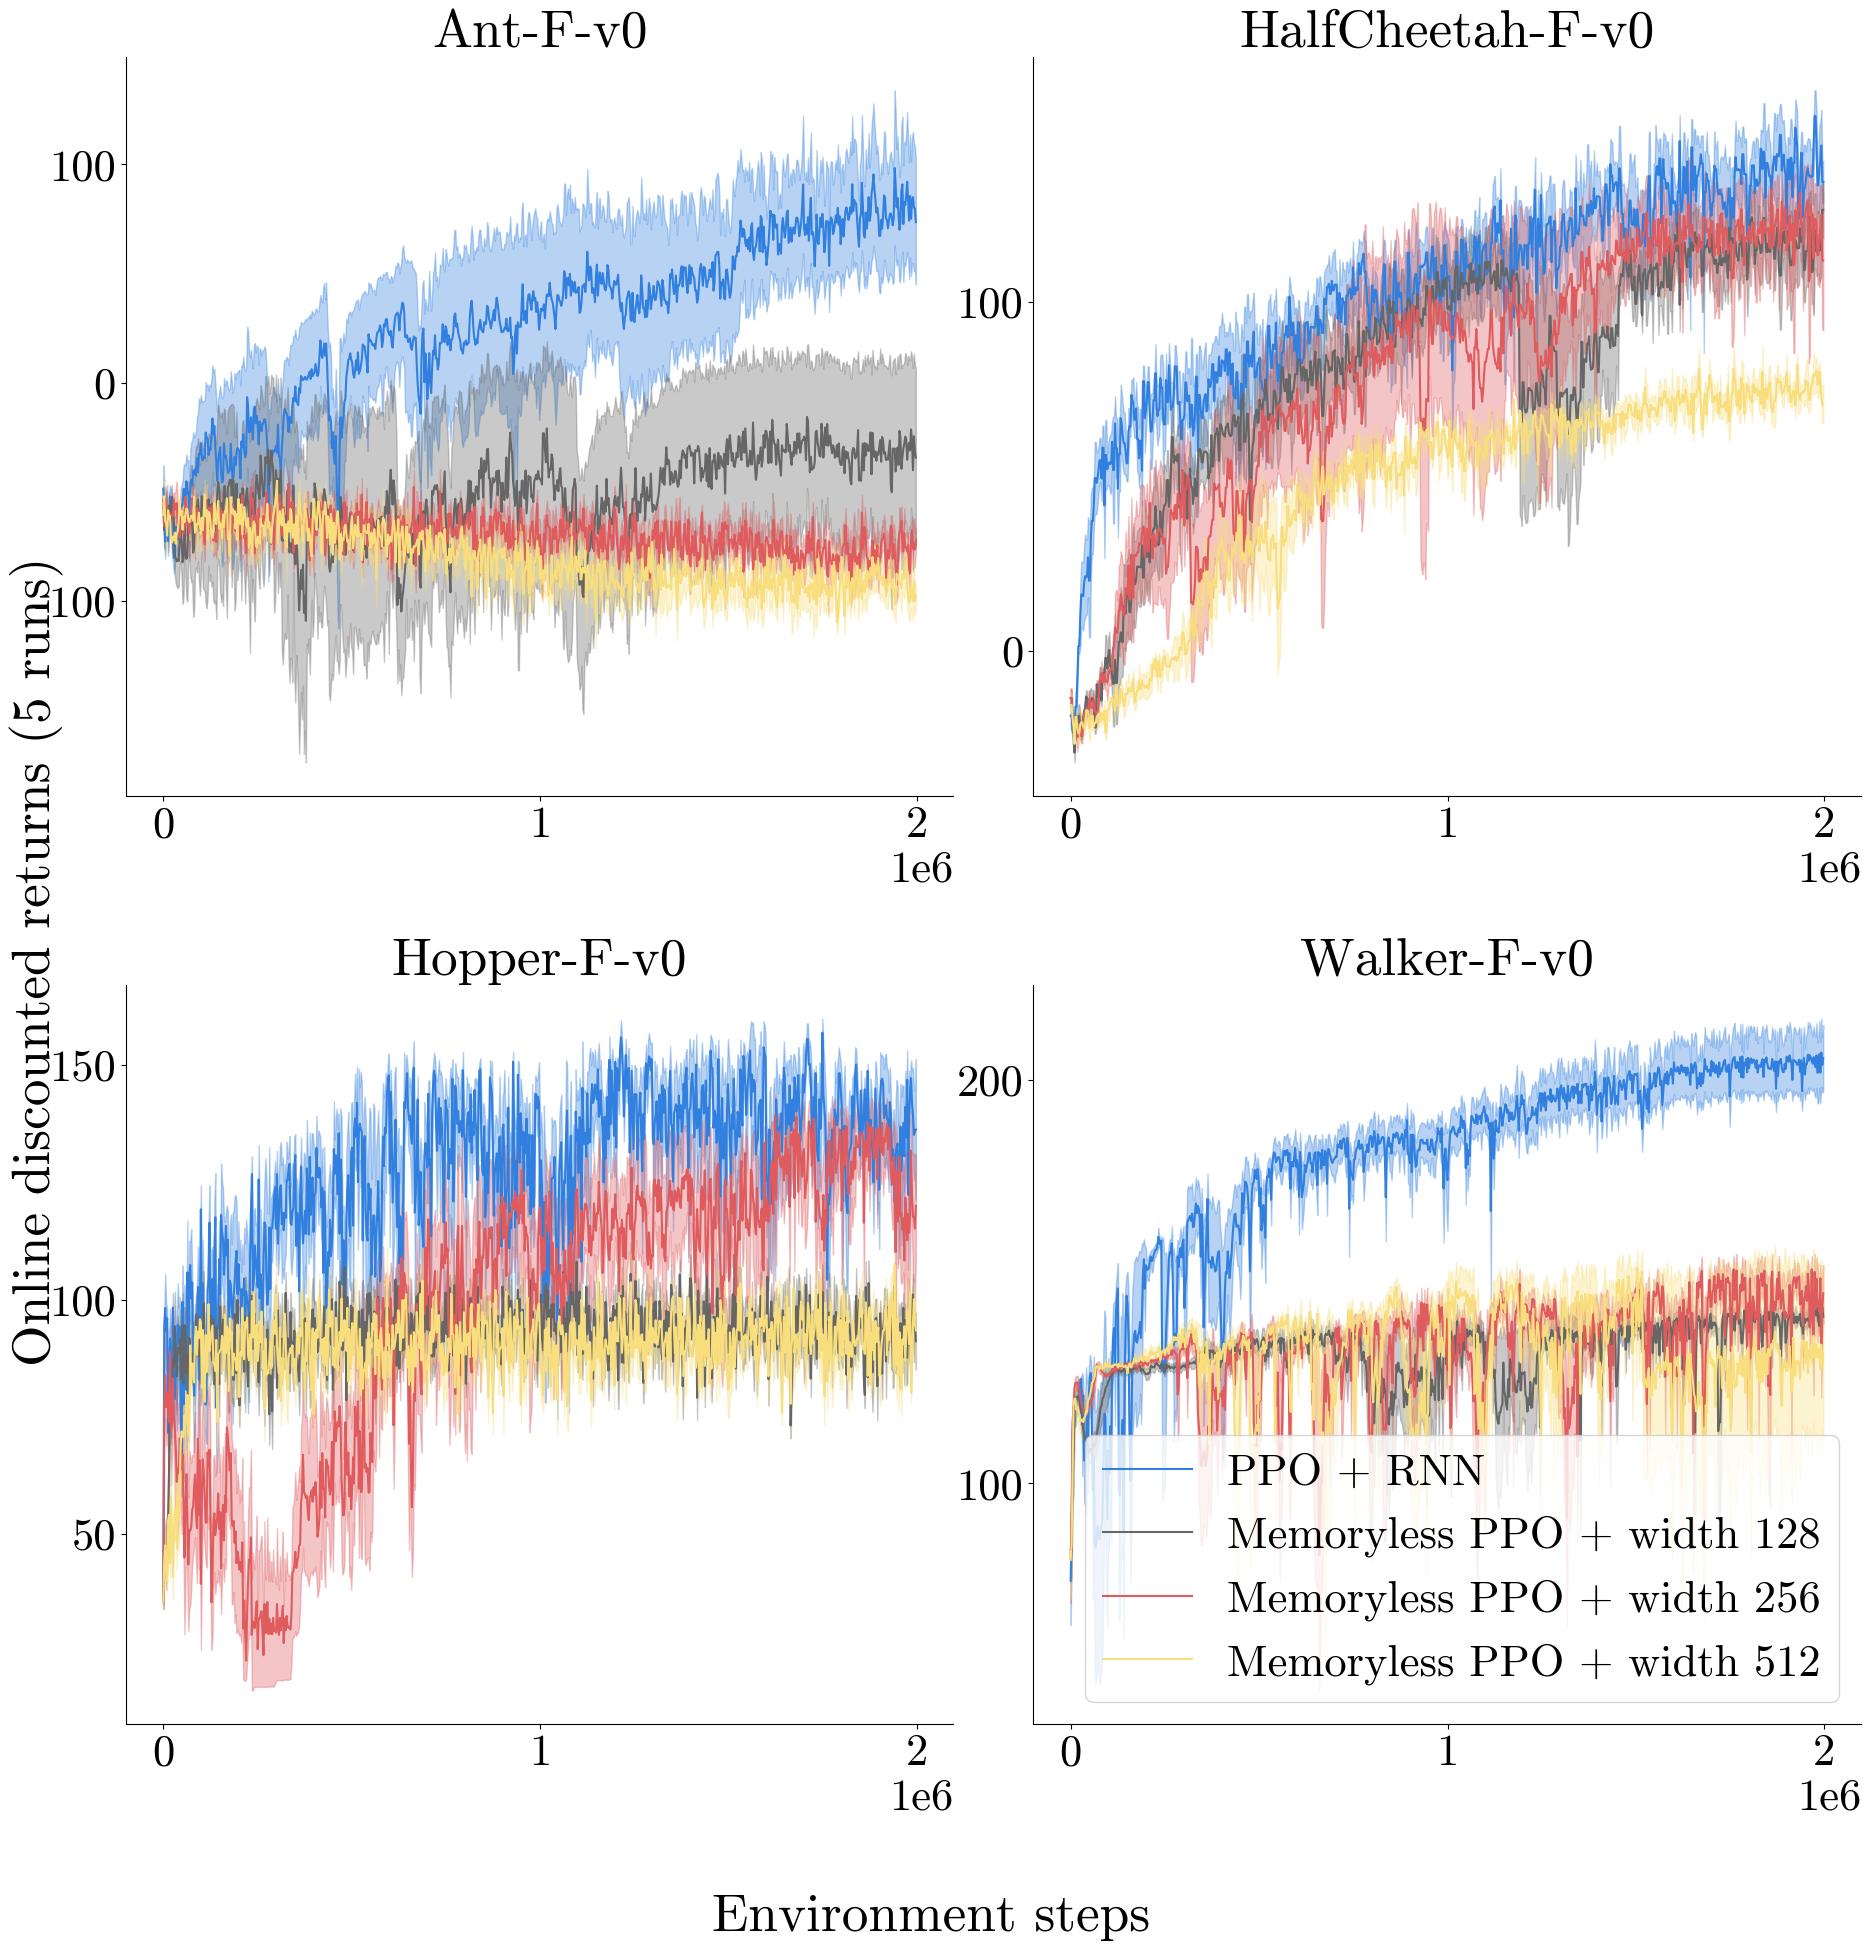 Ant-F-v0
HalfCheetah-F-v0
100
0
100
0
1
2
1e6
100
0
0
1
2
1e6
Online discounted returns (5 runs)
Hopper-F-v0
Walker-F-v0
150
100
50
0
1
2
1e6
200
100
PPO + RNN
Memoryless PPO + width 128
Memoryless PPO + width 256
Memoryless PPO + width 512
0
1
2
1e6
Environment steps